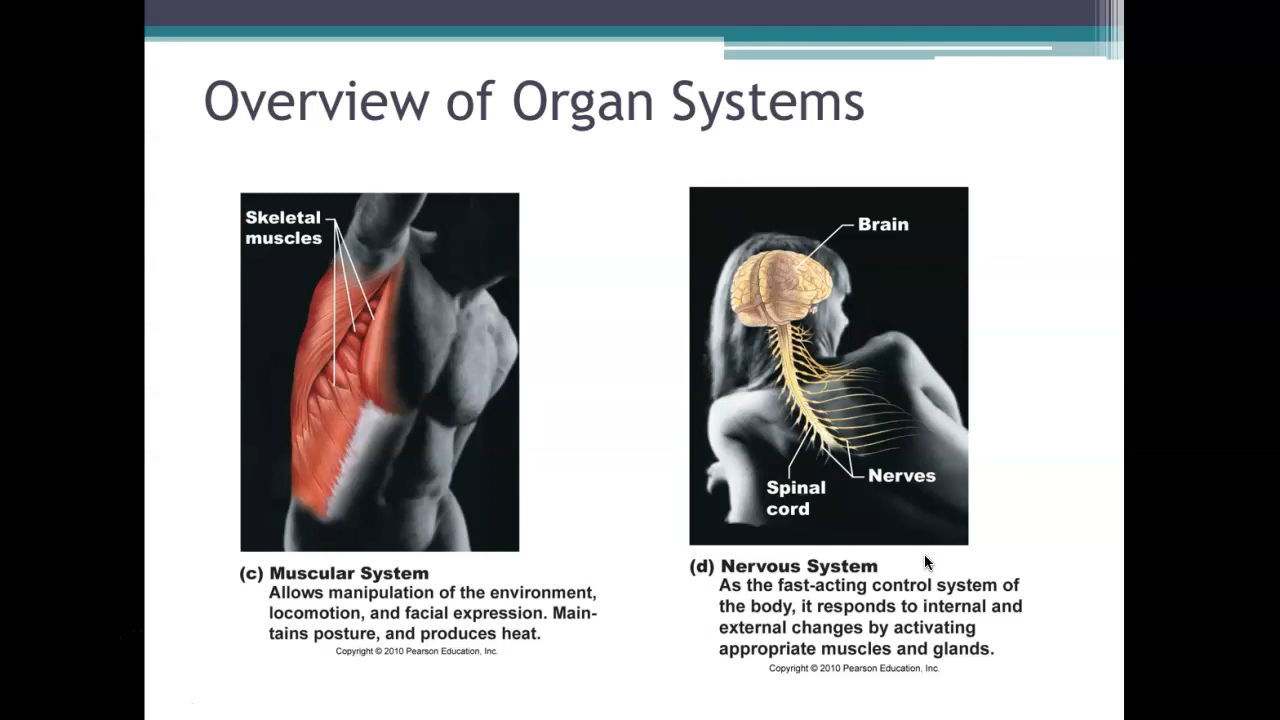 Overview of Organ Systems
Skeletal
muscles
(c) Muscular System
Allows manipulation of the environment,
locomotion, and facial expression. Main-
tains posture, and produces heat.
Copyright © 2010 Pearson Education, Inc.
Brain
Nerves
Spinal
cord
(d) Nervous System
As the fast-acting control system of
the body, it responds to internal and
external changes by activating
appropriate muscles and glands.
Copyright © 2010 Pearson Education, Inc.